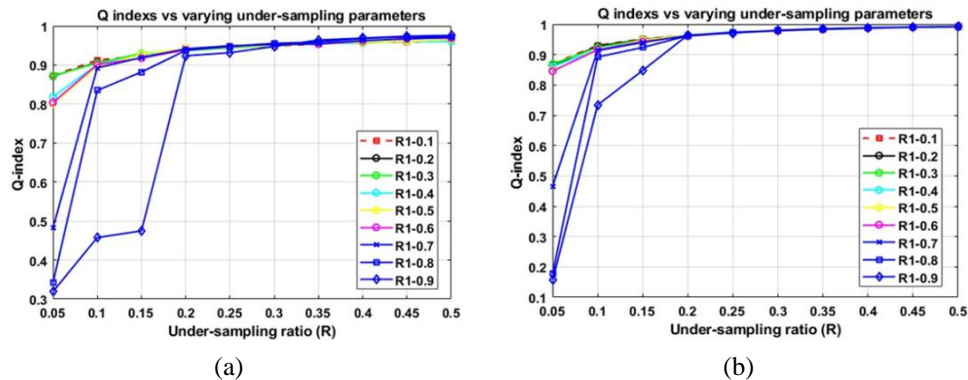 Q indexs vs varying under-sampling parameters
Q-index
1
0.9
0.8
0.7
0.6
0.5
0.4
0.3
R1-0.1
R1-0.2
R1-0.3
R1-0.4
R1-0.5
R1-0.6
R1-0.7
R1-0.8
R1-0.9
0.05 0.1 0.15 0.2 0.25 0.3 0.35 0.4 0.45 0.5
Under-sampling ratio (R)
(a)
Q indexs vs varying under-sampling parameters
Q-index
1
0.9
0.8
0.7
0.6
0.5
0.4
0.3
0.2
0.1
R1-0.1
R1-0.2
R1-0.3
R1-0.4
R1-0.5
R1-0.6
R1-0.7
R1-0.8
R1-0.9
0.05 0.1 0.15 0.2 0.25 0.3 0.35 0.4 0.45 0.5
Under-sampling ratio (R)
(b)